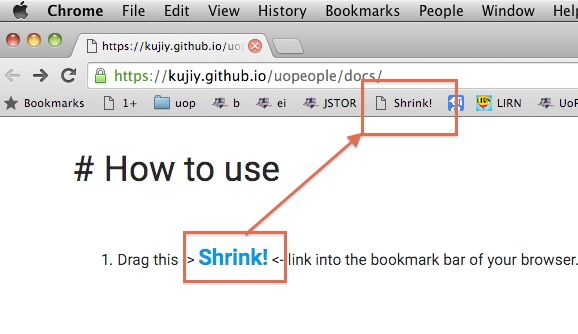 Chrome File Edit View History Bookmarks People Window Help
https://kujiy.github.io/uop
https://kujiy.github.io/uopeople/docs/
Bookmarks 1+ uop b ei JSTOR Shrink! LIRN UoP
# How to use
1. Drag this -> Shrink! <- link into the bookmark bar of your browser.